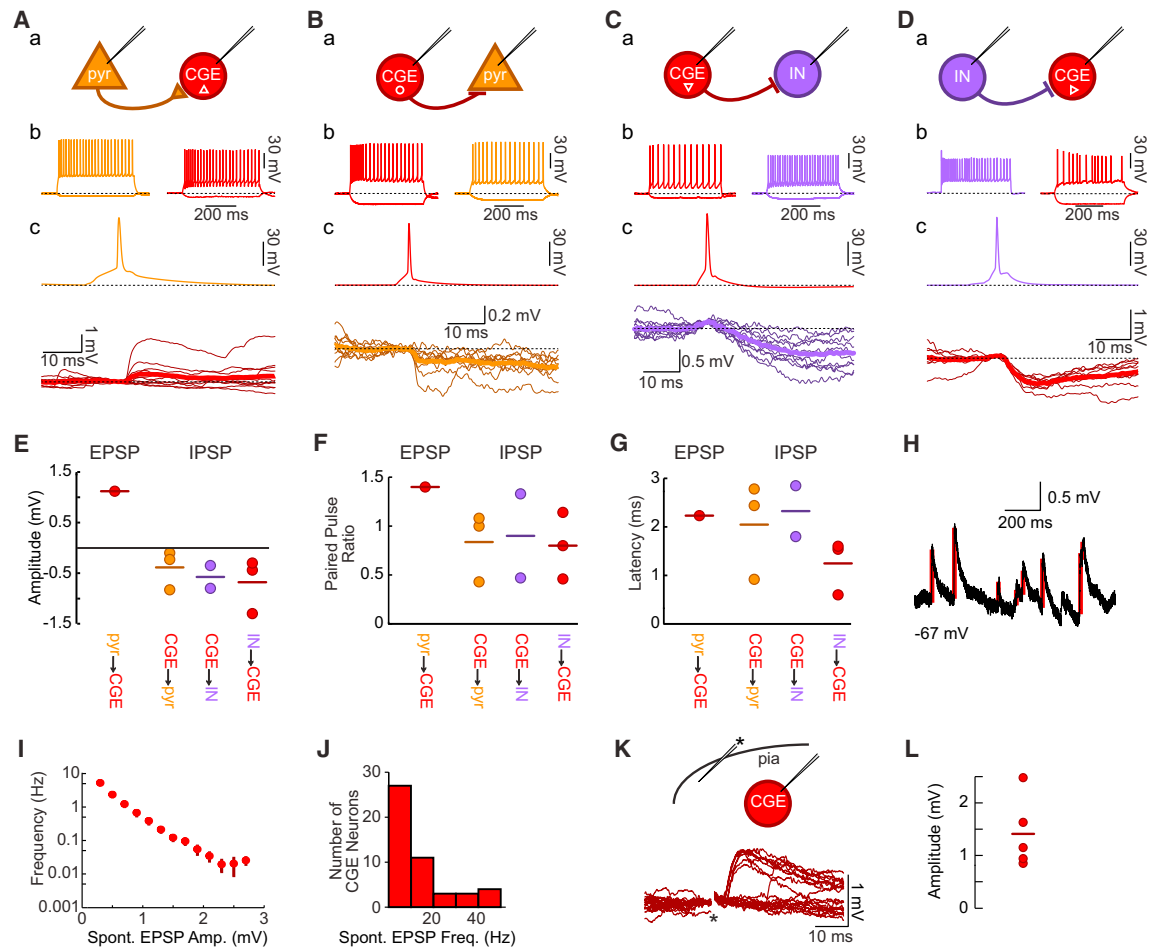 A
a
pyr
CGE
b
30 mV
200 ms
c
30 mV
1 mV
10 ms
B
a
CGE
pyr
b
30 mV
200 ms
c
30 mV
0.2 mV
10 ms
C
a
CGE
IN
b
30 mV
200 ms
c
30 mV
0.5 mV
10 ms
D
a
IN
CGE
b
30 mV
200 ms
c
30 mV
1 mV
10 ms
E
EPSP IPSP
Amplitude (mV)
1.5
0.5
-0.5
-1.5
pyr→CGE
CGE→pyr
CGE→IN
IN→CGE
F
EPSP IPSP
Paired Pulse
Ratio
1.5
1
0.5
0
pyr→CGE
CGE→pyr
CGE→IN
IN→CGE
G
EPSP IPSP
Latency (ms)
3
2
1
0
pyr→CGE
CGE→pyr
CGE→IN
IN→CGE
H
0.5 mV
200 ms
-67 mV
I
Frequency (Hz)
10
1
0.1
0.01
0.001
0 1 2 3
Spont. EPSP Amp. (mV)
J
Number of
CGE Neurons
30
20
10
0
20 40
Spont. EPSP Freq. (Hz)
K
*
pia
CGE
*
1 mV
10 ms
L
Amplitude (mV)
2
1
0